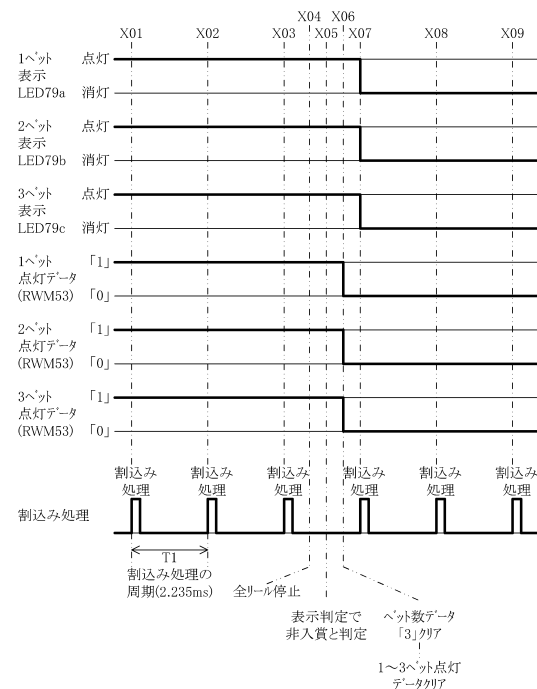 X04 X06
X01 X02 X03 X05 X07 X08 X09
1ベット 点灯
表示
LED79a 消灯
2ベット 点灯
表示
LED79b 消灯
3ベット 点灯
表示
LED79c 消灯
1ベット 「1」
点灯データ
(RWM53) 「0」
2ベット 「1」
点灯データ
(RWM53) 「0」
3ベット 「1」
点灯データ
(RWM53) 「0」
割込み 割込み 割込み 割込み 割込み 割込み
処理 処理 処理 処理 処理 処理
割込み処理
T1
割込み処理の
周期(2.235ms)
全リール停止
表示判定で
非入賞と判定
ベット数データ
「3」クリア
1～3ベット点灯
データクリア